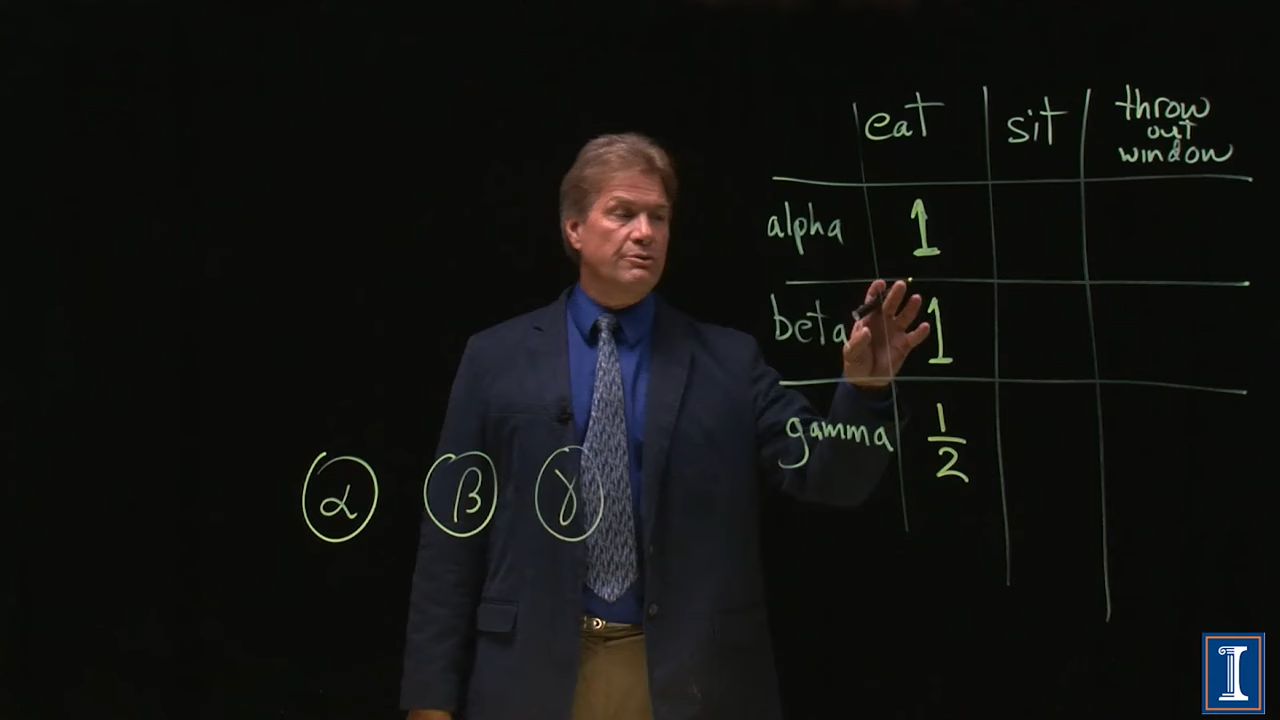 eat sit throw out window
alpha 1
beta 1
gamma 1/2
α β γ
I